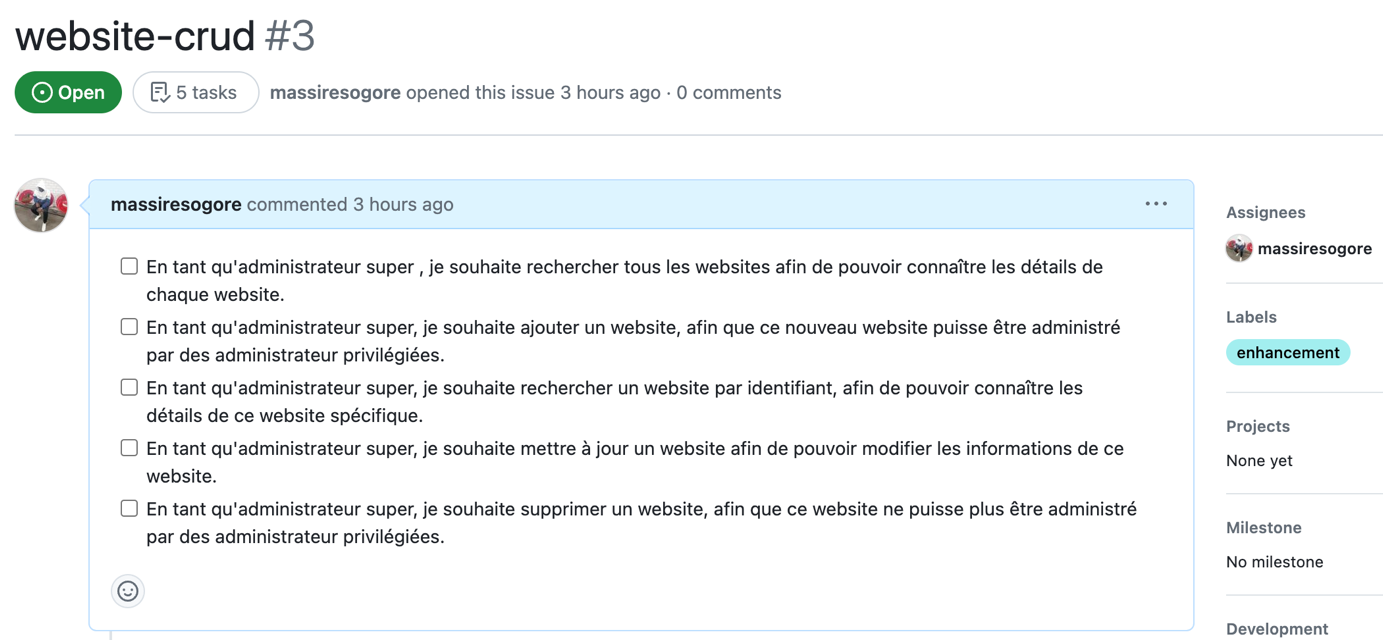 website-crud #3
Open
5 tasks
massiresogore opened this issue 3 hours ago · 0 comments
massiresogore commented 3 hours ago
En tant qu'administrateur super , je souhaite rechercher tous les websites afin de pouvoir connaître les détails de
chaque website.
En tant qu'administrateur super, je souhaite ajouter un website, afin que ce nouveau website puisse être administré
par des administrateur privilégiées.
En tant qu'administrateur super, je souhaite rechercher un website par identifiant, afin de pouvoir connaître les
détails de ce website spécifique.
En tant qu'administrateur super, je souhaite mettre à jour un website afin de pouvoir modifier les informations de ce
website.
En tant qu'administrateur super, je souhaite supprimer un website, afin que ce website ne puisse plus être administré
par des administrateur privilégiées.
Assignees
massiresogore
Labels
enhancement
Projects
None yet
Milestone
No milestone
Development